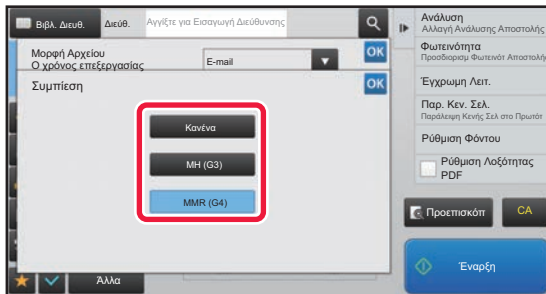 Βιβλ. Διευθ.
Διεύθ.
Αγγίξτε για Εισαγωγή Διεύθυνσης
Μορφή Αρχείου
Ο χρόνος επεξεργασίας
E-mail
OK
Συμπίεση
OK
Κανένα
MH (G3)
MMR (G4)
Άλλα
Ανάλυση
Αλλαγή Ανάλυσης Αποστολής
Φωτεινότητα
Προσδιορισμ Φωτεινότ Αποστολής
Έγχρωμη Λειτ.
Παρ. Κεν. Σελ.
Παράλειψη Κενής Σελ στο Πρωτότ
Ρύθμιση Φόντου
Ρύθμιση Λοξότητας
PDF
Προεπισκόπ
CA
Έναρξη